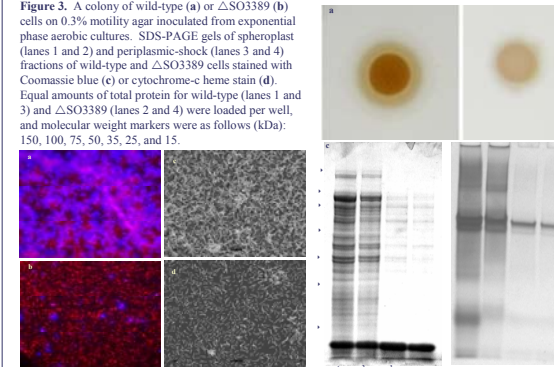 Figure 3. A colony of wild-type (a) or △SO3389 (b)
cells on 0.3% motility agar inoculated from exponential
phase aerobic cultures. SDS-PAGE gels of spheroplast
(lanes 1 and 2) and periplasmic-shock (lanes 3 and 4)
fractions of wild-type and △SO3389 cells stained with
Coomassie blue (c) or cytochrome-c heme stain (d).
Equal amounts of total protein for wild-type (lanes 1 and
3) and △SO3389 (lanes 2 and 4) were loaded per well,
and molecular weight markers were as follows (kDa):
150, 100, 75, 50, 35, 25, and 15.
a
c
a
c
b
d